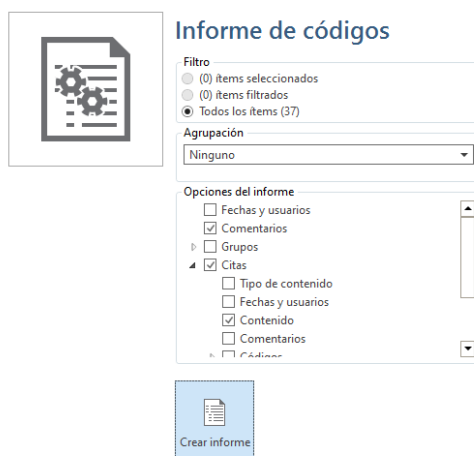 Informe de códigos
Filtro
(0) ítems seleccionados
(0) ítems filtrados
Todos los ítems (37)
Agrupación
Ninguno
Opciones del informe
Fechas y usuarios
Comentarios
Grupos
Citas
Tipo de contenido
Fechas y usuarios
Contenido
Comentarios
Códigos
Crear informe